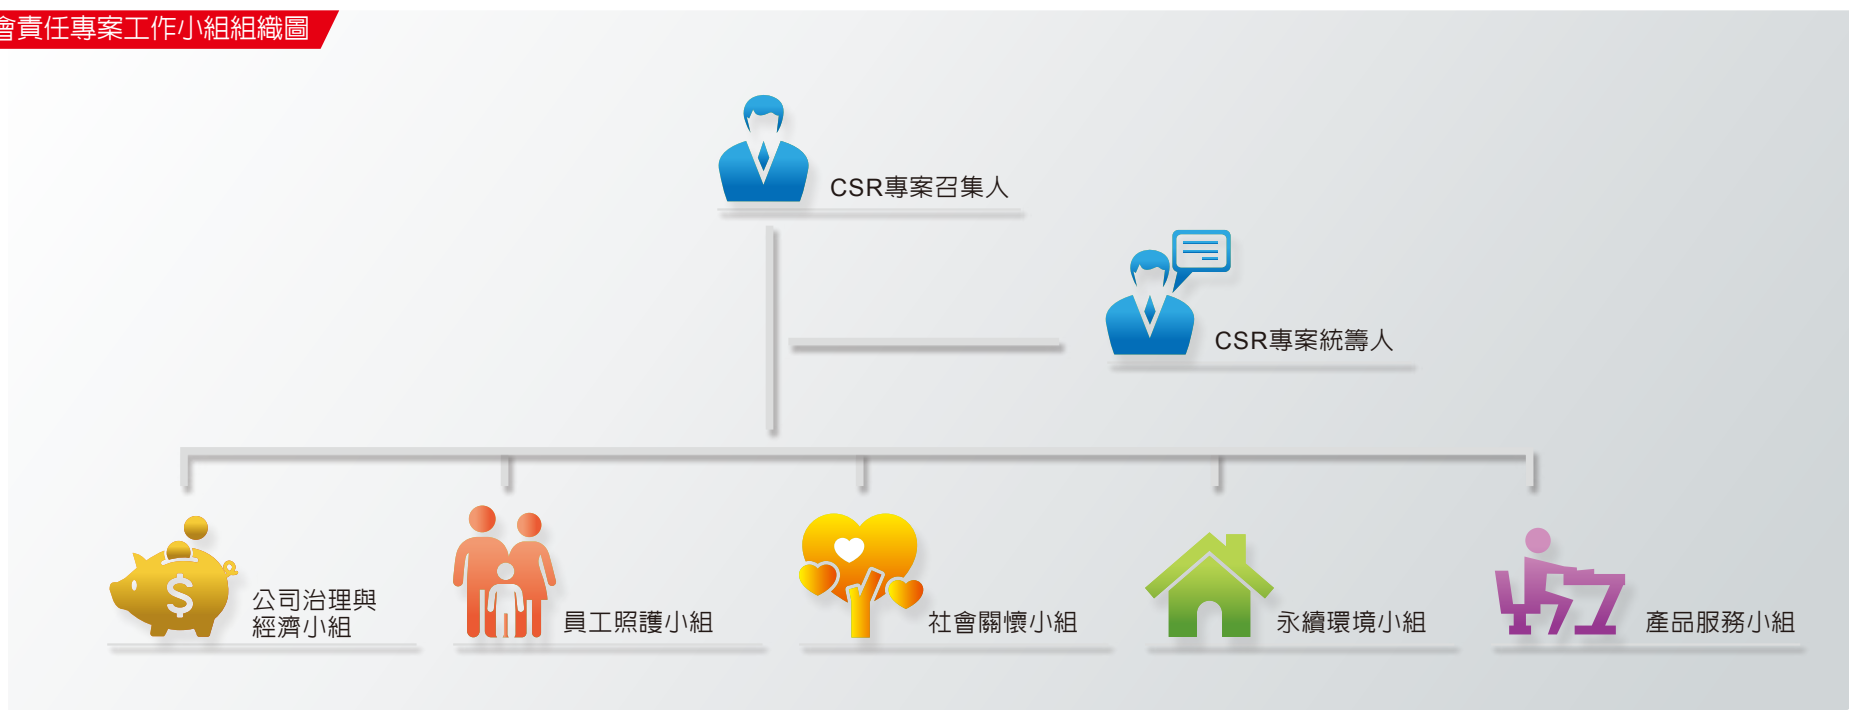 會責任專案工作小組組織圖
CSR專案召集人
CSR專案統籌人
公司治理與
經濟小組
員工照護小組
社會關懷小組
永續環境小組
產品服務小組